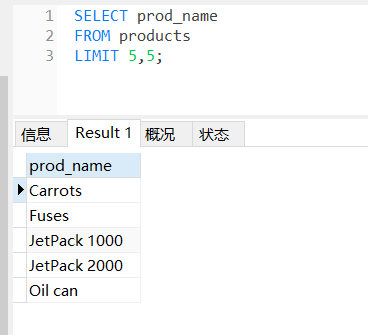 1 SELECT prod_name
2 FROM products
3 LIMIT 5,5;
信息 Result 1 概况 状态
prod_name
Carrots
Fuses
JetPack 1000
JetPack 2000
Oil can